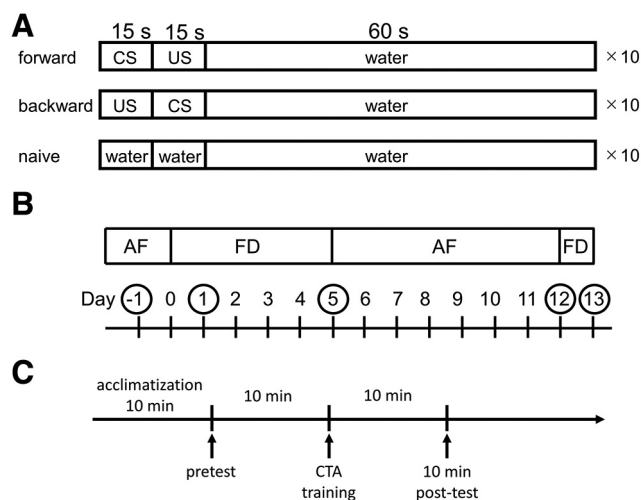 A
15 s 15 s 60 s
forward CS US water ×10
backward US CS water ×10
naive water water water ×10
B
AF FD AF FD
Day -1 0 1 2 3 4 5 6 7 8 9 10 11 12 13
C
acclimatization
10 min 10 min 10 min
pretest CTA 10 min
training post-test